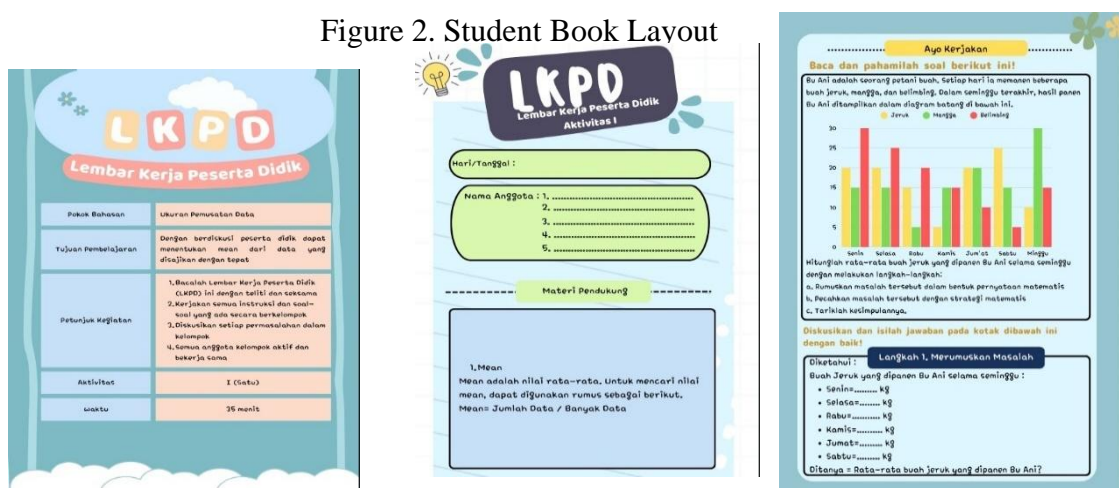 Figure 2. Student Book Layout
LKPD
Lembar Kerja Peserta Didik
Pokok Bahasan
Ukuran Pemusatan Data
Tujuan Pembelajaran
Dengan berdiskusi peserta didik dapat
menentukan mean dari data yang
disajikan dengan tepat
Petunjuk Kegiatan
1.Bacalah Lembar Kerja Peserta Didik
(LKPD) ini dengan teliti dan seksama
2.Kerjakan semua instruksi dan soal-
soal yang ada secara berkelompok
3.Diskusikan setiap permasalahan dalam
kelompok
4.Semua anggota kelompok aktif dan
bekerja sama
Aktivitas
I (Satu)
Waktu
35 menit
LKPD
Lembar Kerja Peserta Didik
Aktivitas I
Hari/Tanggal :
Nama Anggota : 1. ................................
2. ................................
3. ................................
4. ................................
5. ................................
Materi Pendukung
1.Mean
Mean adalah nilai rata-rata. Untuk mencari nilai
mean, dapat digunakan rumus sebagai berikut.
Mean= Jumlah Data / Banyak Data
Ayo Kerjakan
Baca dan pahamilah soal berikut ini!
Bu Ani adalah seorang petani buah. Setiap hari ia memanen beberapa
buah jeruk, mangga, dan belimbing. Dalam seminggu terakhir, hasil panen
Bu Ani ditampilkan dalam diagram batang di bawah ini.
Jeruk Mangga Belimbing
30
25
20
15
10
5
0
Senin Selasa Rabu Kamis Jum'at Sabtu Minggu
Hitunglah rata-rata buah jeruk yang dipanen Bu Ani selama seminggu
dengan melakukan langkah-langkah:
a. Rumuskan masalah tersebut dalam bentuk pernyataan matematis
b. Pecahkan masalah tersebut dengan strategi matematis
c. Tariklah kesimpulannya.
Diskusikan dan isilah jawaban pada kotak dibawah ini
dengan baik!
Langkah 1. Merumuskan Masalah
Diketahui :
Buah Jeruk yang dipanen Bu Ani selama seminggu :
• Senin=......... kg
• Selasa=......... kg
• Rabu=........... kg
• Kamis=........... kg
• Jumat=.......... kg
• Sabtu=.......... kg
Ditanya = Rata-rata buah jeruk yang dipanen Bu Ani?